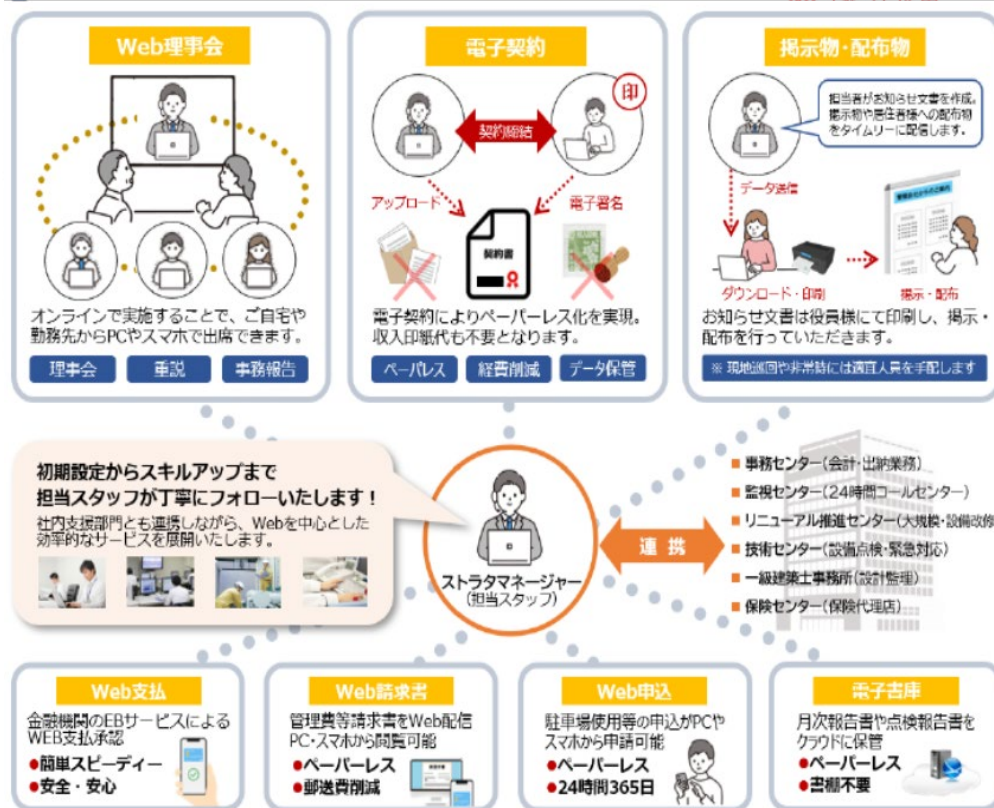 Web理事会
オンラインで実施することで、ご自宅や
勤務先からPCやスマホで出席できます。
理事会
重説
事務報告
電子契約
印
契約締結
アップロード
電子署名
契約書
電子契約によりペーパーレス化を実現。
収入印紙代も不要となります。
ペーパレス
経費削減
データ保管
掲示物・配布物
担当者がお知らせ文書を作成。
掲示物や居住者様への配布物
をタイムリーに配信します。
データ送信
ダウンロード・印刷
掲示・配布
お知らせ文書は役員様にて印刷し、掲示・
配布を行っていただきます。
※ 現地巡回や非常時には適宜人員を手配します
初期設定からスキルアップまで
担当スタッフが丁寧にフォローいたします！
社内支援部門とも連携しながら、Webを中心とした
効率的なサービスを展開いたします。
ストラタマネージャー
(担当スタッフ)
連携
事務センター(会計・出納業務)
監視センター(24時間コールセンター)
リニューアル推進センター(大規模・設備改修
技術センター(設備点検・緊急対応)
一級建築士事務所(設計監理)
保険センター(保険代理店)
Web支払
金融機関のEBサービスによる
WEB支払承認
●簡単スピーディー
●安全・安心
Web請求書
管理費等請求書をWeb配信
PC・スマホから閲覧可能
●ペーパーレス
●郵送費削減
Web申込
駐車場使用等の申込がPCや
スマホから申請可能
●ペーパーレス
●24時間365日
電子書庫
月次報告書や点検報告書を
クラウドに保管
●ペーパーレス
●書棚不要